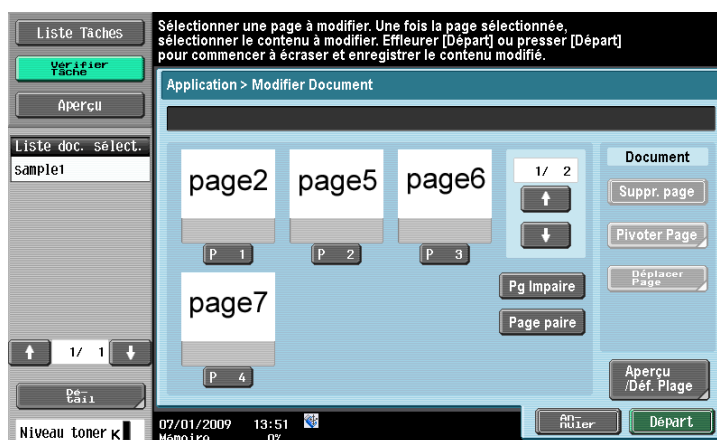 Liste Tâches
Vérifier
Tâche
Aperçu
Liste doc. sélect.
sample1
1/ 1
Dé-
tail
Niveau toner K
Sélectionner une page à modifier. Une fois la page sélectionnée,
sélectionner le contenu à modifier. Effleurer [Départ] ou presser [Départ]
pour commencer à écraser et enregistrer le contenu modifié.
Application > Modifier Document
page2
page5
page6
P 1
P 2
P 3
page7
P 4
1/ 2
Pg Impaire
Page paire
Document
Suppr. page
Pivoter Page
Déplacer
Page
Aperçu
/Déf. Plage
07/01/2009 13:51
Mémoire 0%
An-
nuler
Départ